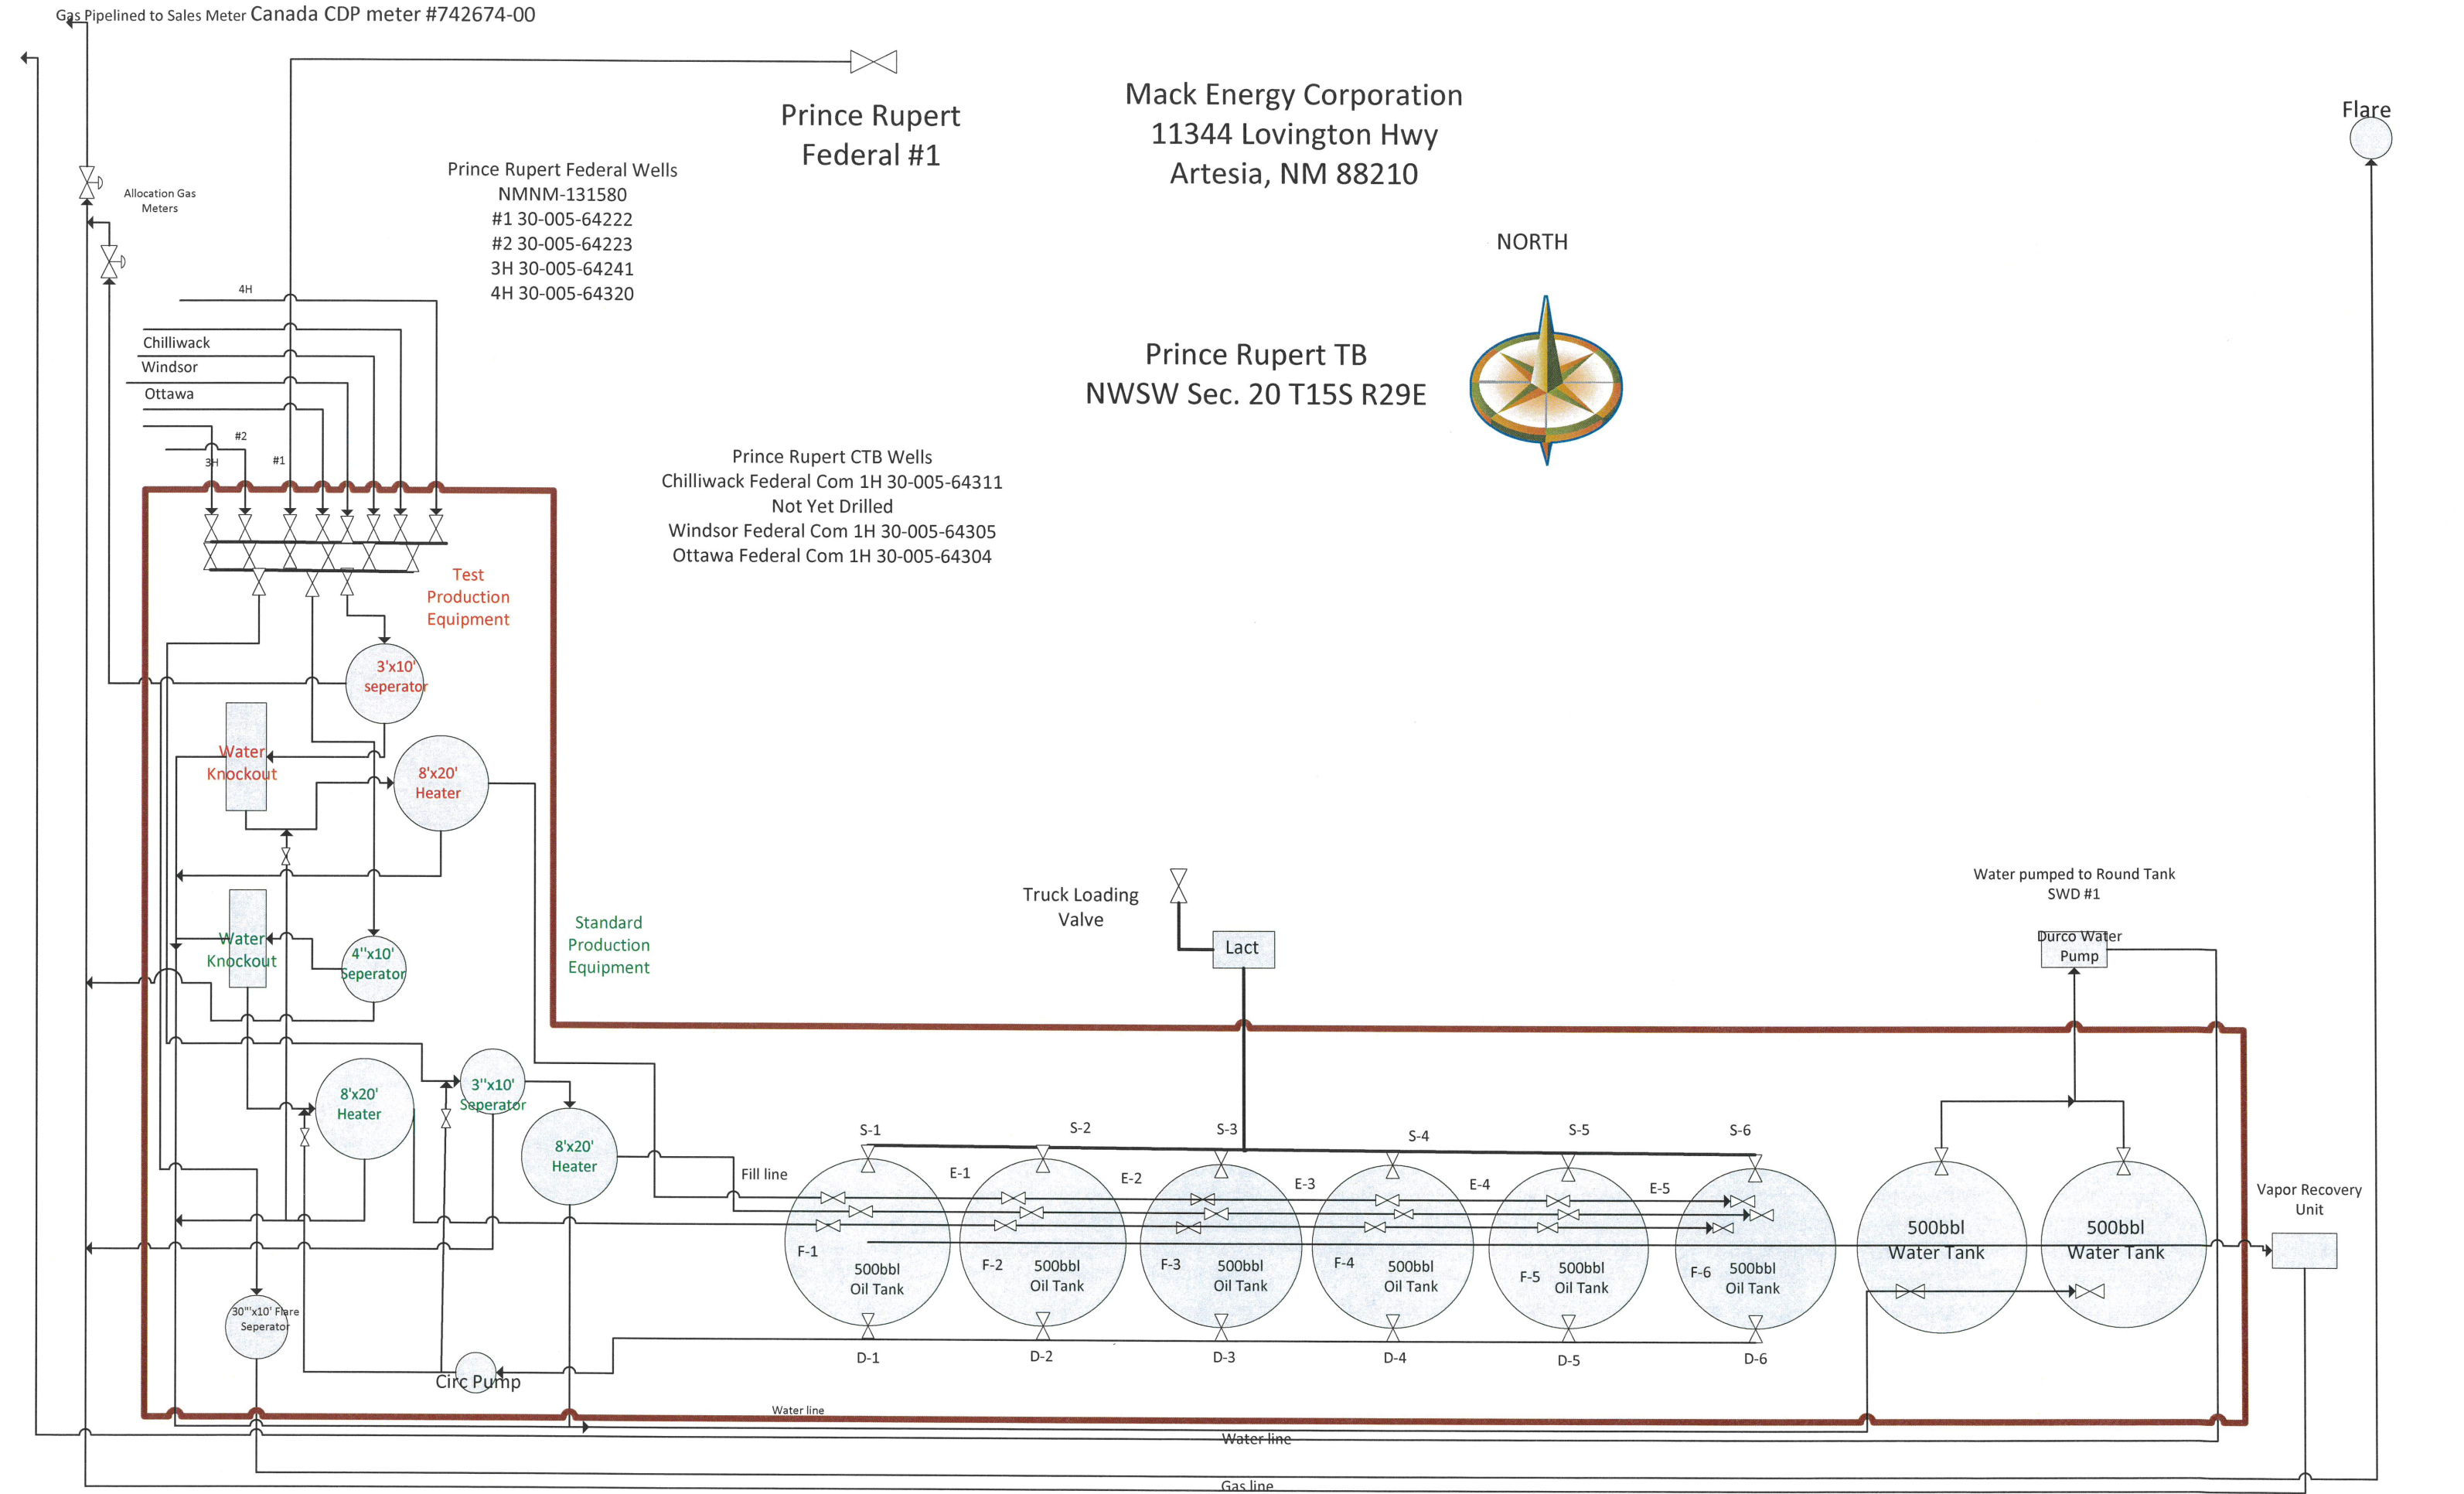 Gas Pipelined to Sales Meter Canada CDP meter #742674-00
Prince Rupert
Federal #1
Mack Energy Corporation
11344 Lovington Hwy
Artesia, NM 88210
Flare
Prince Rupert Federal Wells
NMNM-131580
#1 30-005-64222
#2 30-005-64223
3H 30-005-64241
4H 30-005-64320
Allocation Gas
Meters
NORTH
4H
Chilliwack
Windsor
Ottawa
#2
3H
#1
Prince Rupert TB
NWSW Sec. 20 T15S R29E
Prince Rupert CTB Wells
Chilliwack Federal Com 1H 30-005-64311
Not Yet Drilled
Windsor Federal Com 1H 30-005-64305
Ottawa Federal Com 1H 30-005-64304
Test
Production
Equipment
3'x10'
seperator
Water
Knockout
8'x20'
Heater
Standard
Production
Equipment
Water
Knockout
4''x10'
Seperator
Truck Loading
Valve
Lact
Water pumped to Round Tank
SWD #1
Durco Water
Pump
8'x20'
Heater
3''x10'
Seperator
8'x20'
Heater
S-1
S-2
S-3
S-4
S-5
S-6
Fill line
E-1
E-2
E-3
E-4
E-5
Vapor Recovery
Unit
F-1
500bbl
Oil Tank
F-2
500bbl
Oil Tank
F-3
500bbl
Oil Tank
F-4
500bbl
Oil Tank
F-5
500bbl
Oil Tank
F-6
500bbl
Oil Tank
500bbl
Water Tank
500bbl
Water Tank
30'''x10' Flare
Seperator
Circ Pump
D-1
D-2
D-3
D-4
D-5
D-6
Water line
Water line
Gas line